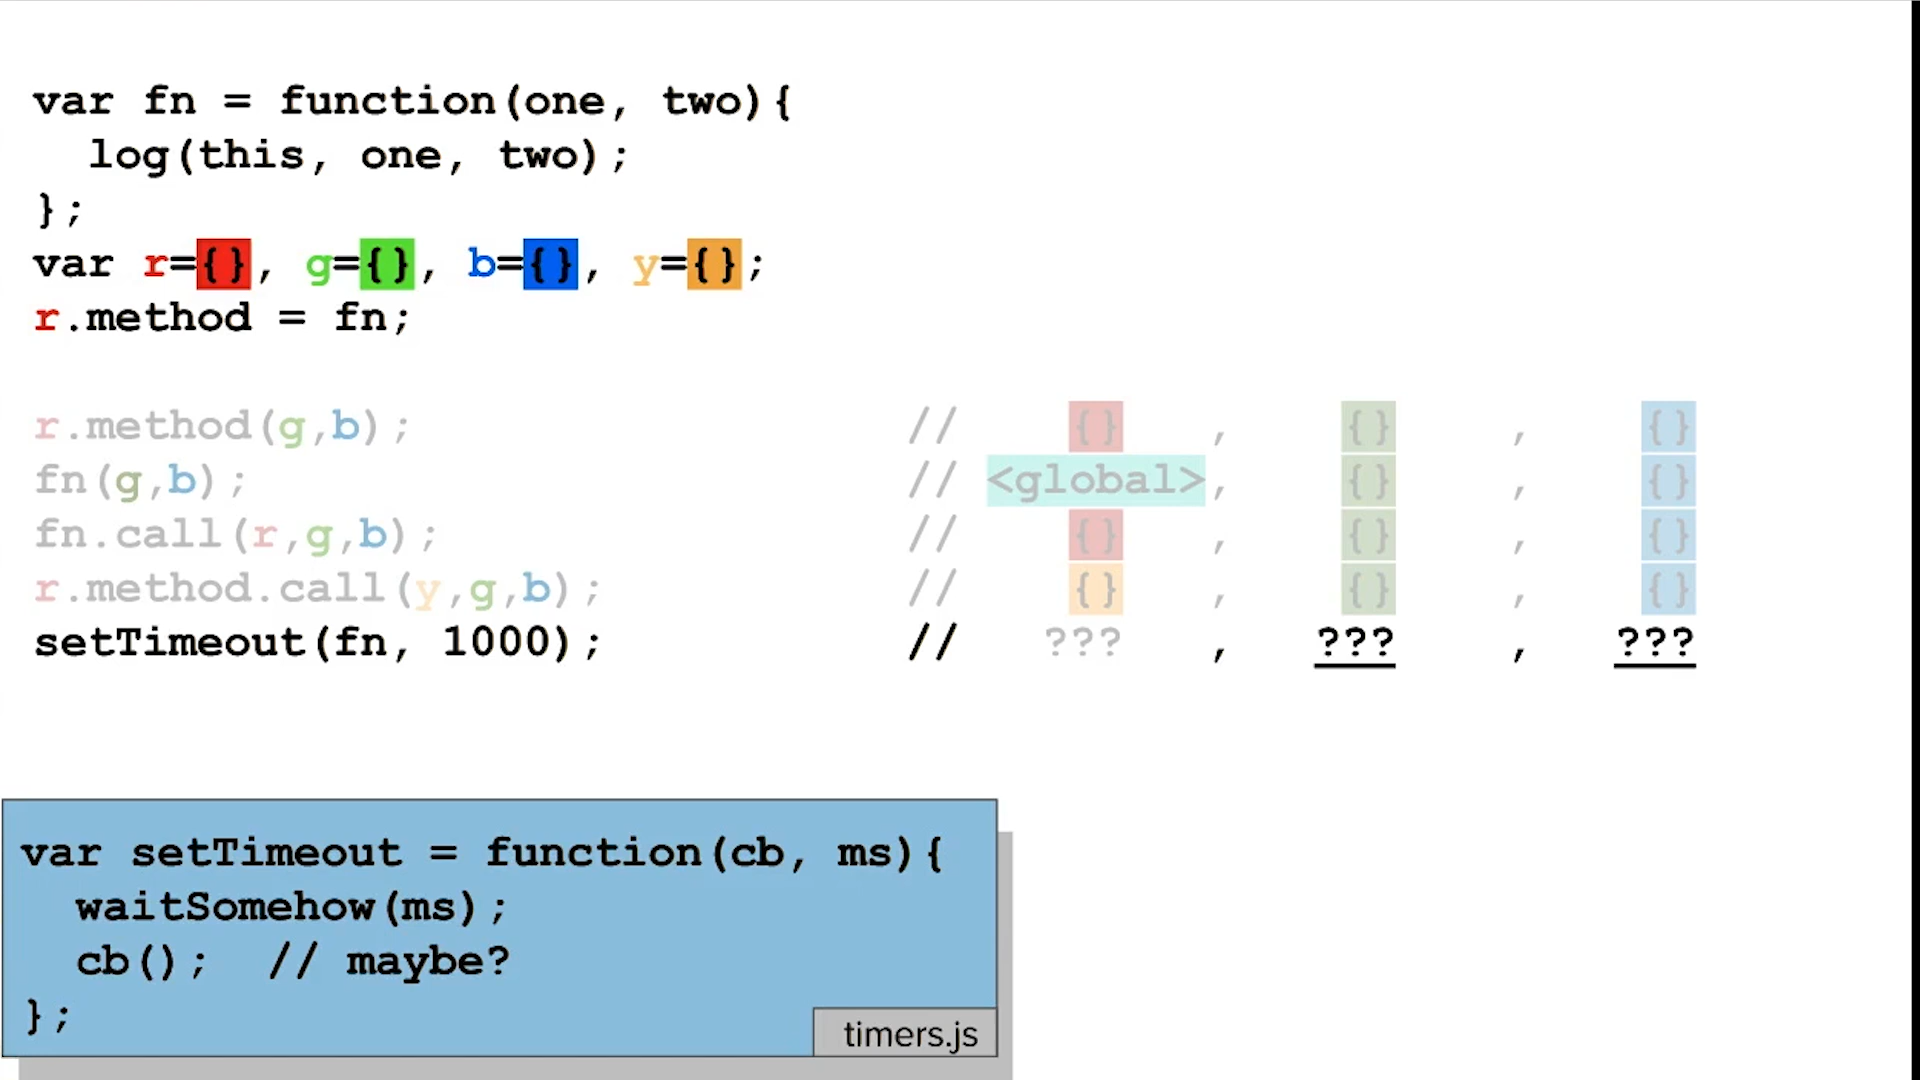 var fn = function(one, two){
  log(this, one, two);
};
var r={}, g={}, b={}, y={};
r.method = fn;
r.method(g,b); // {} , {} , {}
fn(g,b); // <global>, {} , {}
fn.call(r,g,b); // {} , {} , {}
r.method.call(y,g,b); // {} , {} , {}
setTimeout(fn, 1000); // ??? , ??? , ???
var setTimeout = function(cb, ms){
  waitSomehow(ms);
  cb();  // maybe?
};
timers.js